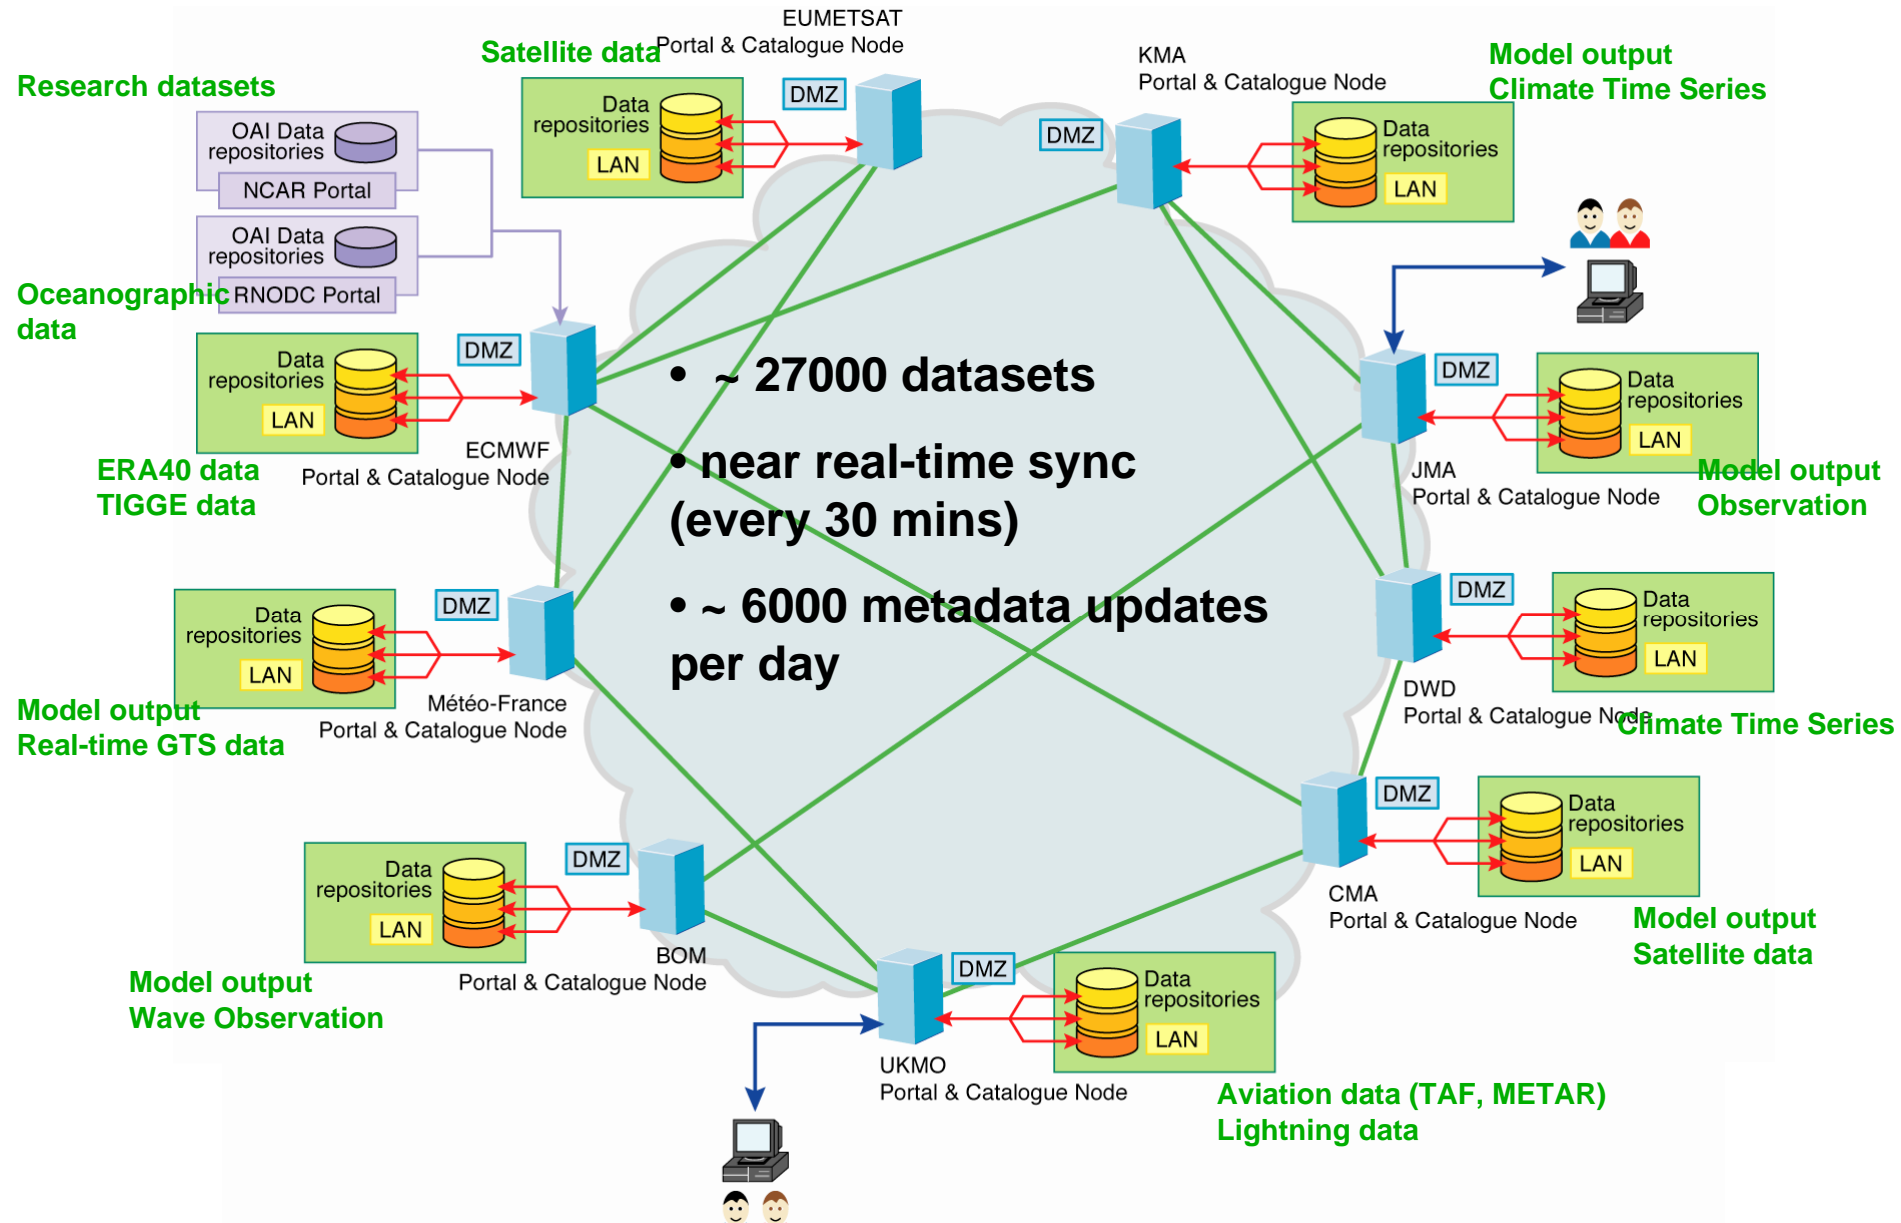 EUMETSAT
Portal & Catalogue Node
Satellite data
DMZ
Data
repositories
LAN
KMA
Portal & Catalogue Node
DMZ
Model output
Climate Time Series
Data
repositories
LAN
Research datasets
OAI Data
repositories
NCAR Portal
OAI Data
repositories
RNODC Portal
Oceanographic
data
DMZ
Data
repositories
LAN
ECMWF
Portal & Catalogue Node
ERA40 data
TIGGE data
• ~ 27000 datasets
• near real-time sync
(every 30 mins)
• ~ 6000 metadata updates
per day
DMZ
Data
repositories
LAN
JMA
Portal & Catalogue Node
Model output
Observation
DMZ
Data
repositories
LAN
Météo-France
Portal & Catalogue Node
Model output
Real-time GTS data
DMZ
Data
repositories
LAN
DWD
Portal & Catalogue Node
Climate Time Series
DMZ
Data
repositories
LAN
CMA
Portal & Catalogue Node
Model output
Satellite data
DMZ
Data
repositories
LAN
BOM
Portal & Catalogue Node
Model output
Wave Observation
DMZ
Data
repositories
LAN
UKMO
Portal & Catalogue Node
Aviation data (TAF, METAR)
Lightning data